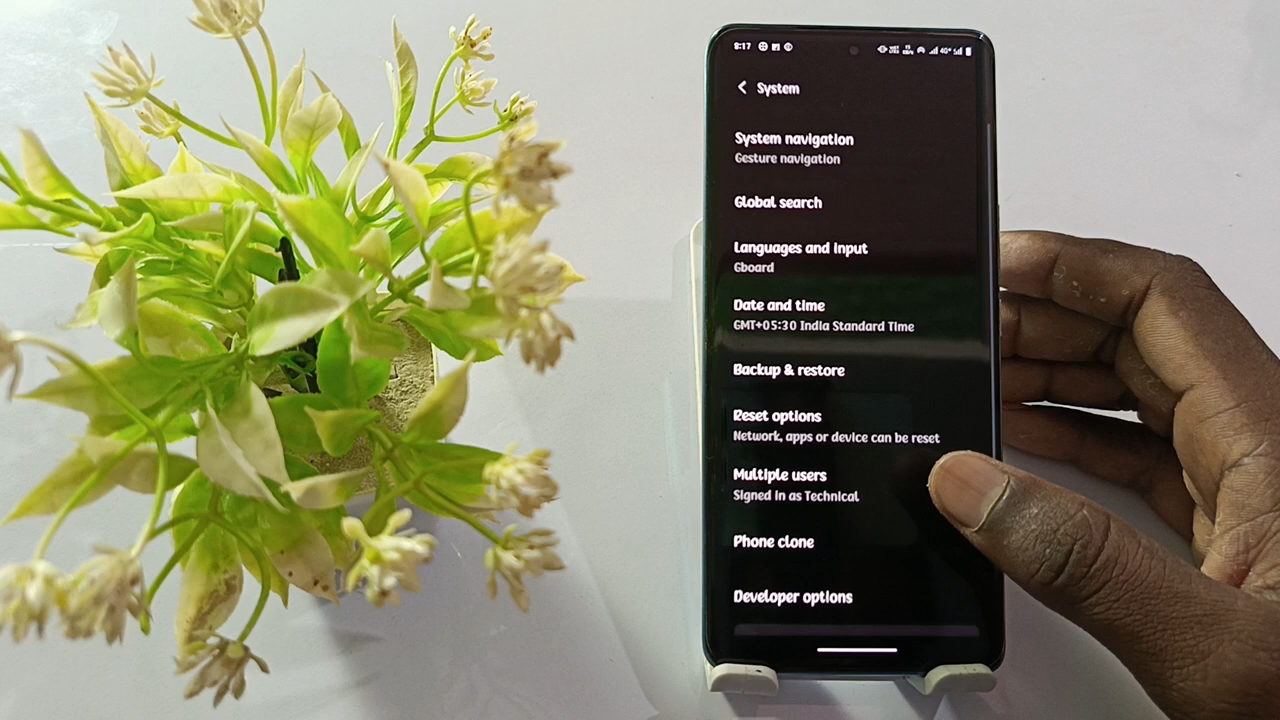 8:17
System
System navigation
Gesture navigation
Global search
Languages and input
Gboard
Date and time
GMT+05:30 India Standard Time
Backup & restore
Reset options
Network, apps or device can be reset
Multiple users
Signed in as Technical
Phone clone
Developer options